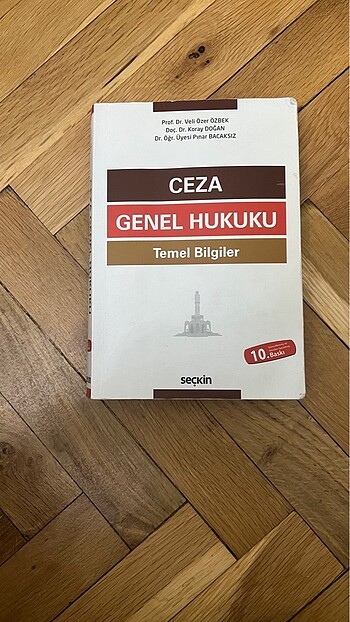 Prof. Dr. Veli Özer ÖZBEK
Doç. Dr. Koray DOĞAN
Dr. Öğr. Üyesi Pınar BACAKSIZ
CEZA
GENEL HUKUKU
Temel Bilgiler
10. Baskı
seçkin